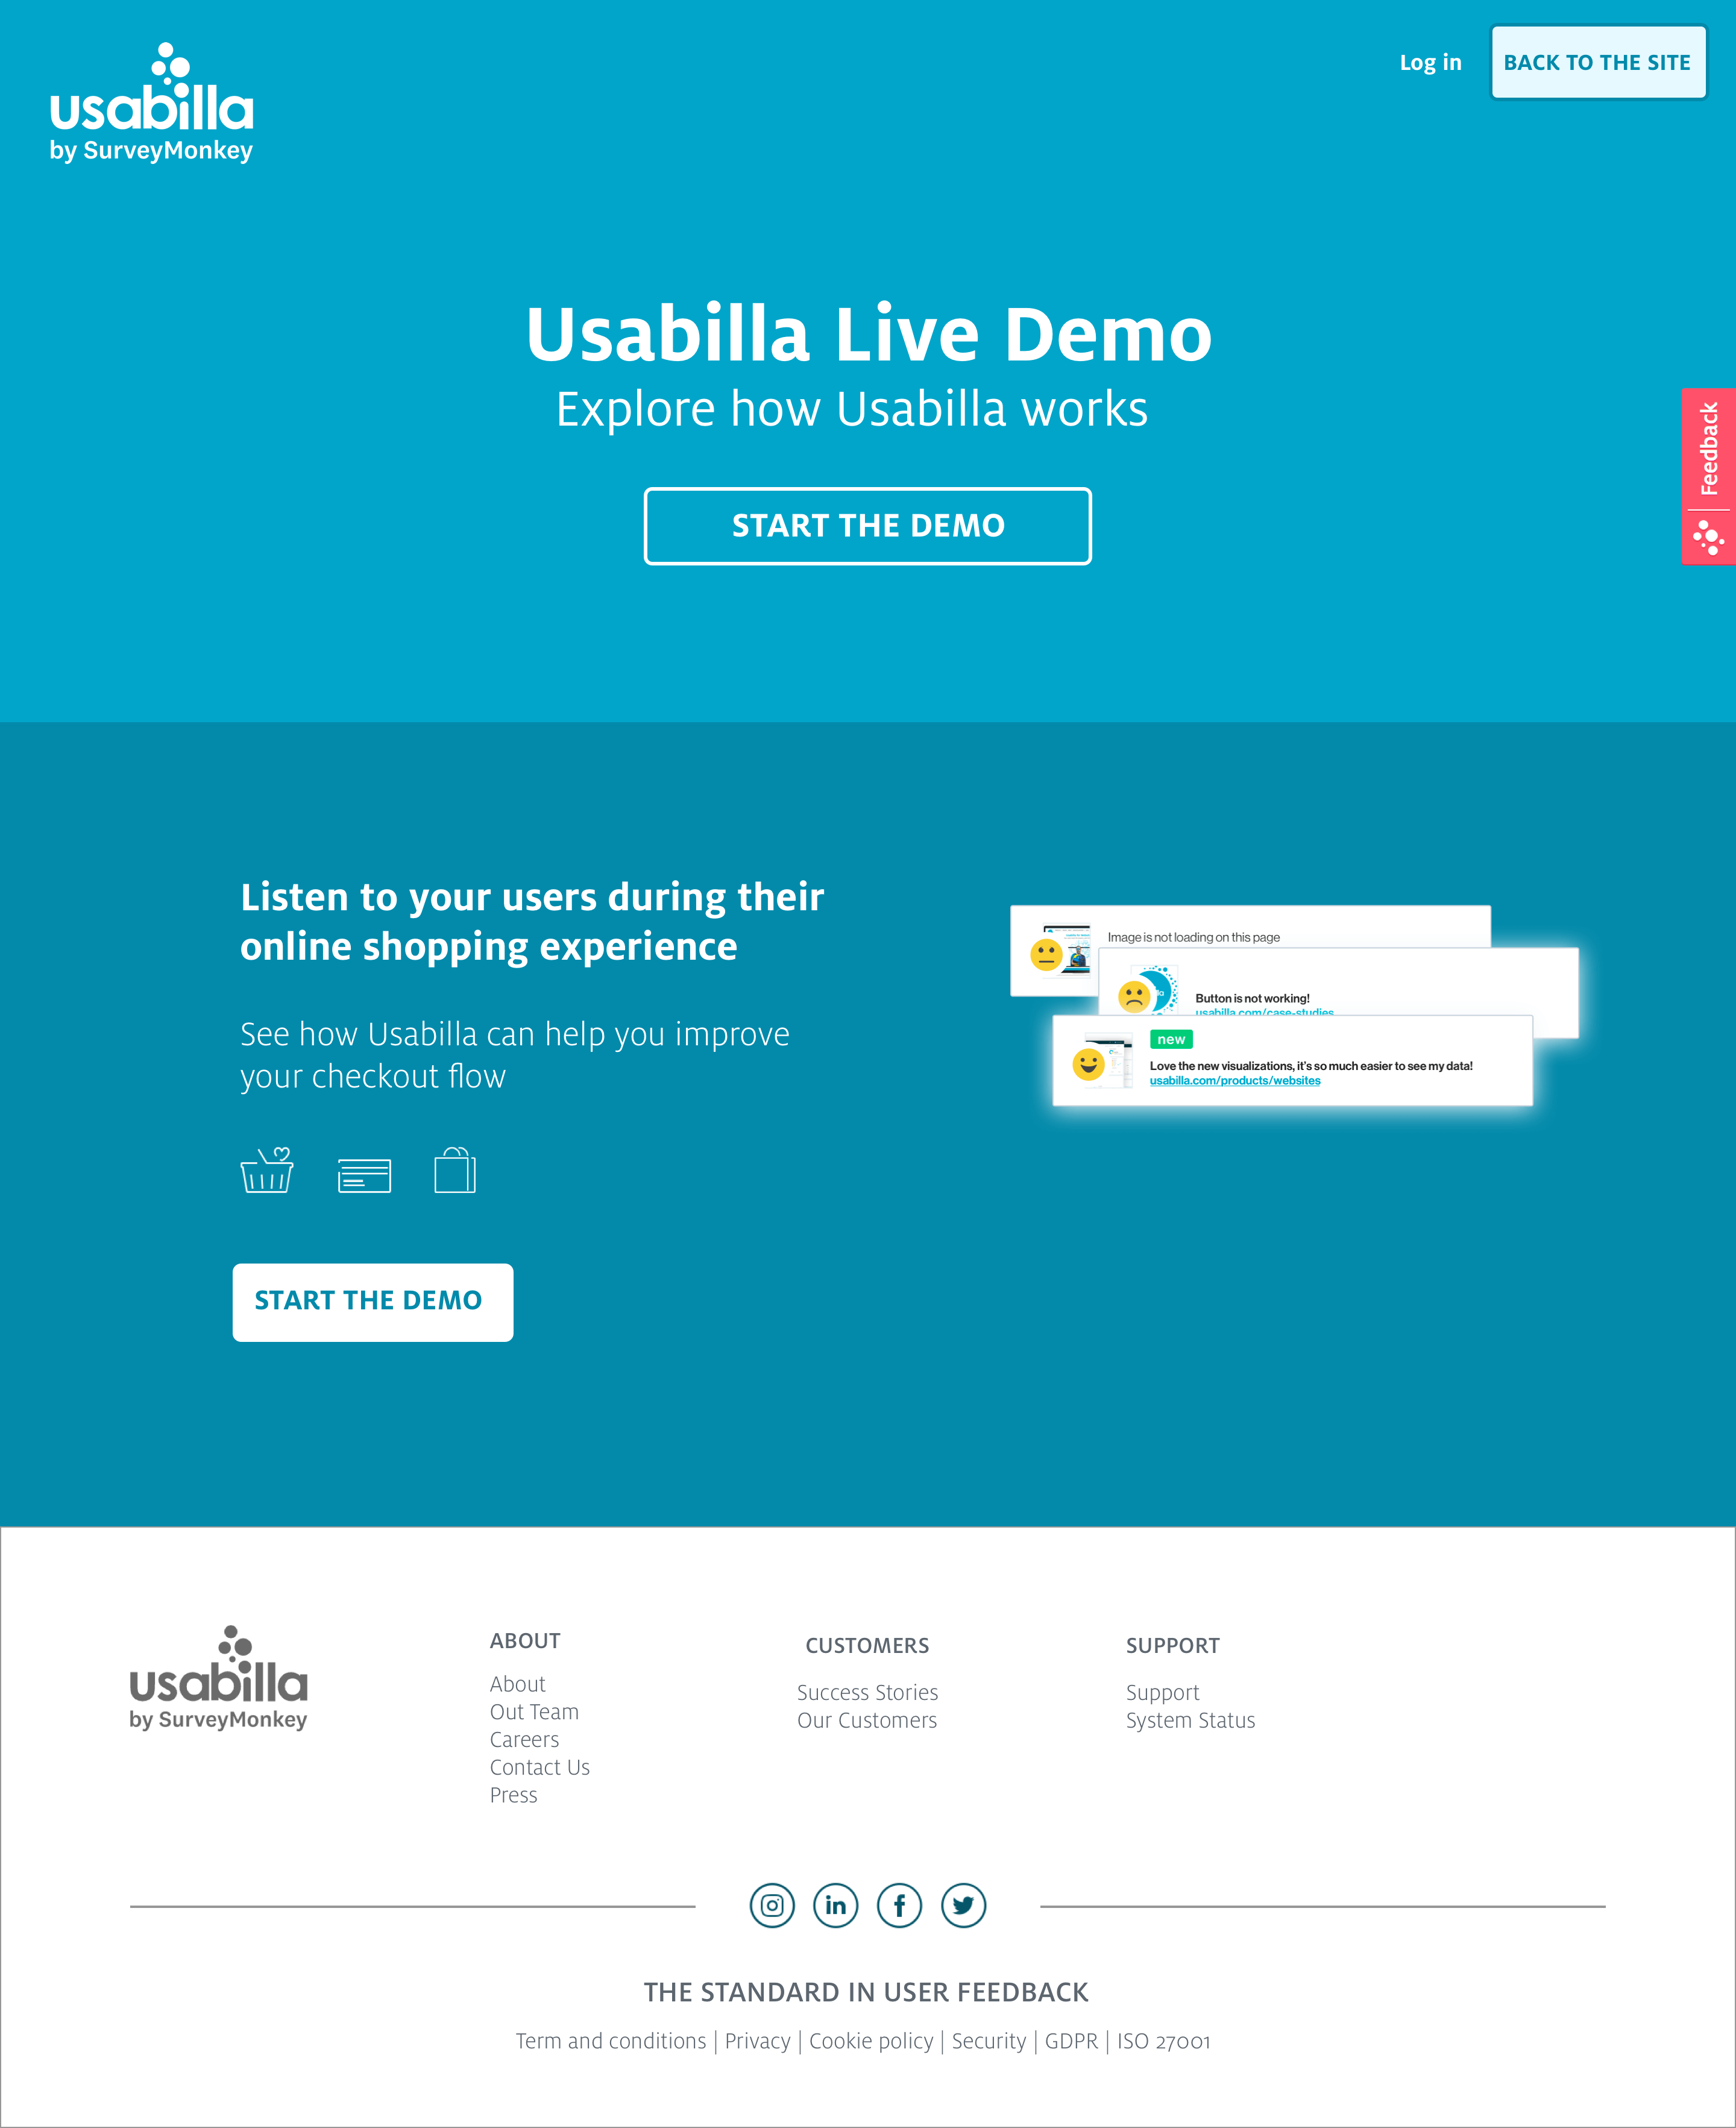 usabilla
by SurveyMonkey
Log in
BACK TO THE SITE
Usabilla Live Demo
Explore how Usabilla works
START THE DEMO
Feedback
Listen to your users during their
online shopping experience
See how Usabilla can help you improve
your checkout flow
START THE DEMO
Image is not loading on this page
Button is not working!
usabilla.com/case-studies
new
Love the new visualizations, it's so much easier to see my data!
usabilla.com/products/websites
usabilla
by SurveyMonkey
ABOUT
About
Out Team
Careers
Contact Us
Press
CUSTOMERS
Success Stories
Our Customers
SUPPORT
Support
System Status
THE STANDARD IN USER FEEDBACK
Term and conditions | Privacy | Cookie policy | Security | GDPR | ISO 27001